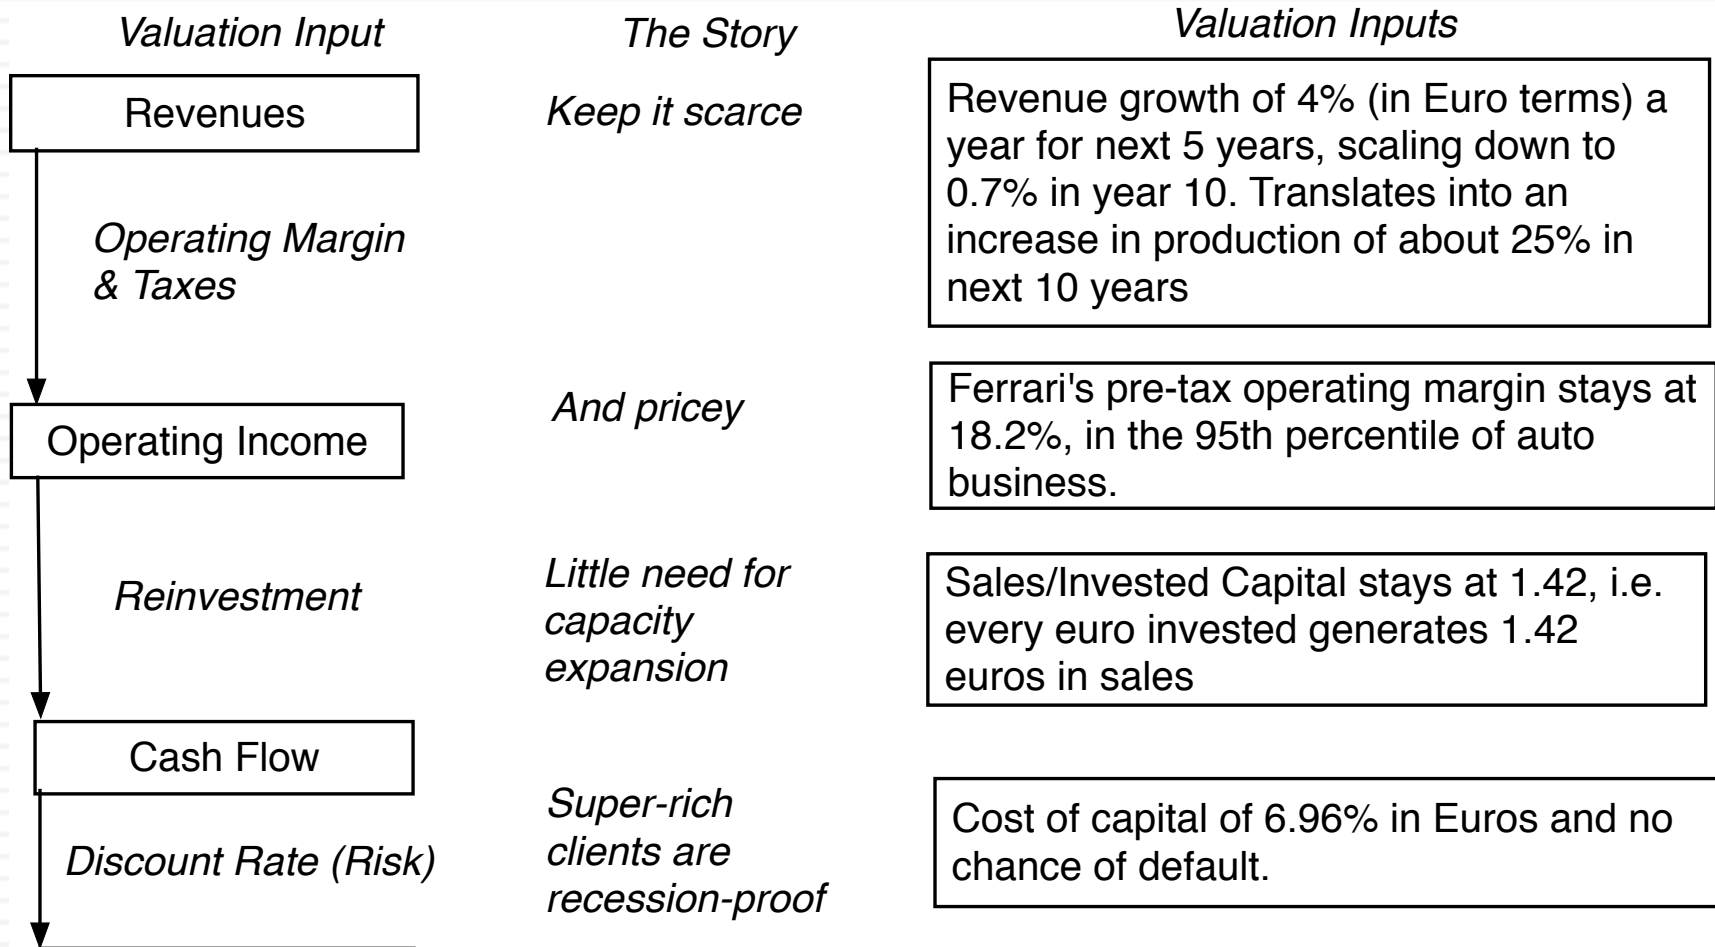 Valuation Input
The Story
Valuation Inputs
Revenues
Keep it scarce
Revenue growth of 4% (in Euro terms) a
year for next 5 years, scaling down to
0.7% in year 10. Translates into an
increase in production of about 25% in
next 10 years
Operating Margin
& Taxes
Operating Income
And pricey
Ferrari's pre-tax operating margin stays at
18.2%, in the 95th percentile of auto
business.
Reinvestment
Little need for
capacity
expansion
Sales/Invested Capital stays at 1.42, i.e.
every euro invested generates 1.42
euros in sales
Cash Flow
Discount Rate (Risk)
Super-rich
clients are
recession-proof
Cost of capital of 6.96% in Euros and no
chance of default.